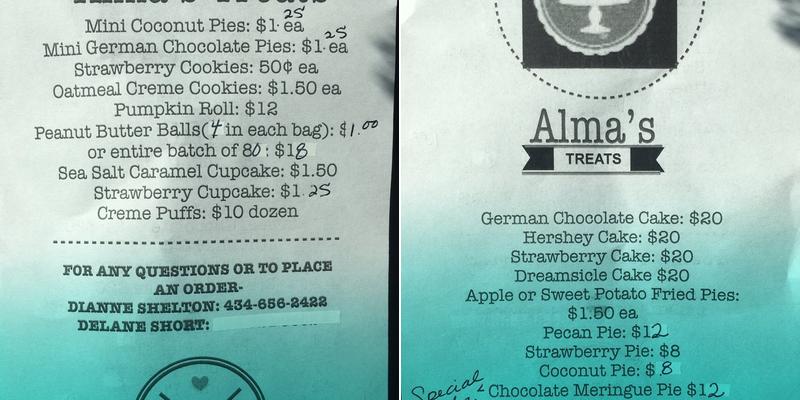 Alma's Treats
Mini Coconut Pies: $1.25 ea
Mini German Chocolate Pies: $1.25 ea
Strawberry Cookies: 50¢ ea
Oatmeal Creme Cookies: $1.50 ea
Pumpkin Roll: $12
Peanut Butter Balls(4 in each bag): $1.00
or entire batch of 80: $18
Sea Salt Caramel Cupcake: $1.50
Strawberry Cupcake: $1.25
Creme Puffs: $10 dozen
FOR ANY QUESTIONS OR TO PLACE
AN ORDER-
DIANNE SHELTON: 434-656-2422
DELANE SHORT:
Alma's
TREATS
German Chocolate Cake: $20
Hershey Cake: $20
Strawberry Cake: $20
Dreamsicle Cake $20
Apple or Sweet Potato Fried Pies:
$1.50 ea
Pecan Pie: $12
Strawberry Pie: $8
Coconut Pie: $8
Special
Chocolate Meringue Pie $12